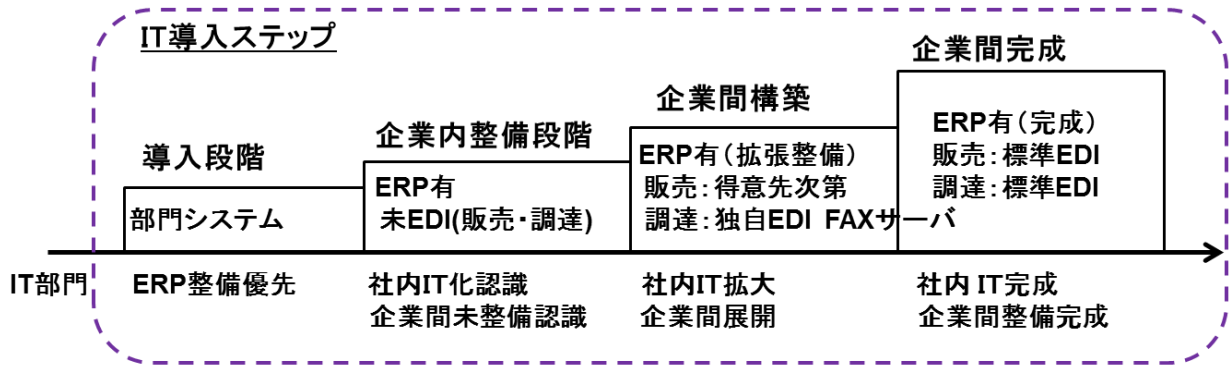 IT導入ステップ
導入段階
部門システム
企業内整備段階
ERP有
未EDI(販売・調達)
企業間構築
ERP有(拡張整備)
販売:得意先次第
調達:独自EDI FAXサーバ
企業間完成
ERP有(完成)
販売:標準EDI
調達:標準EDI
IT部門
ERP整備優先
社内IT化認識
企業間未整備認識
社内IT拡大
企業間展開
社内 IT完成
企業間整備完成